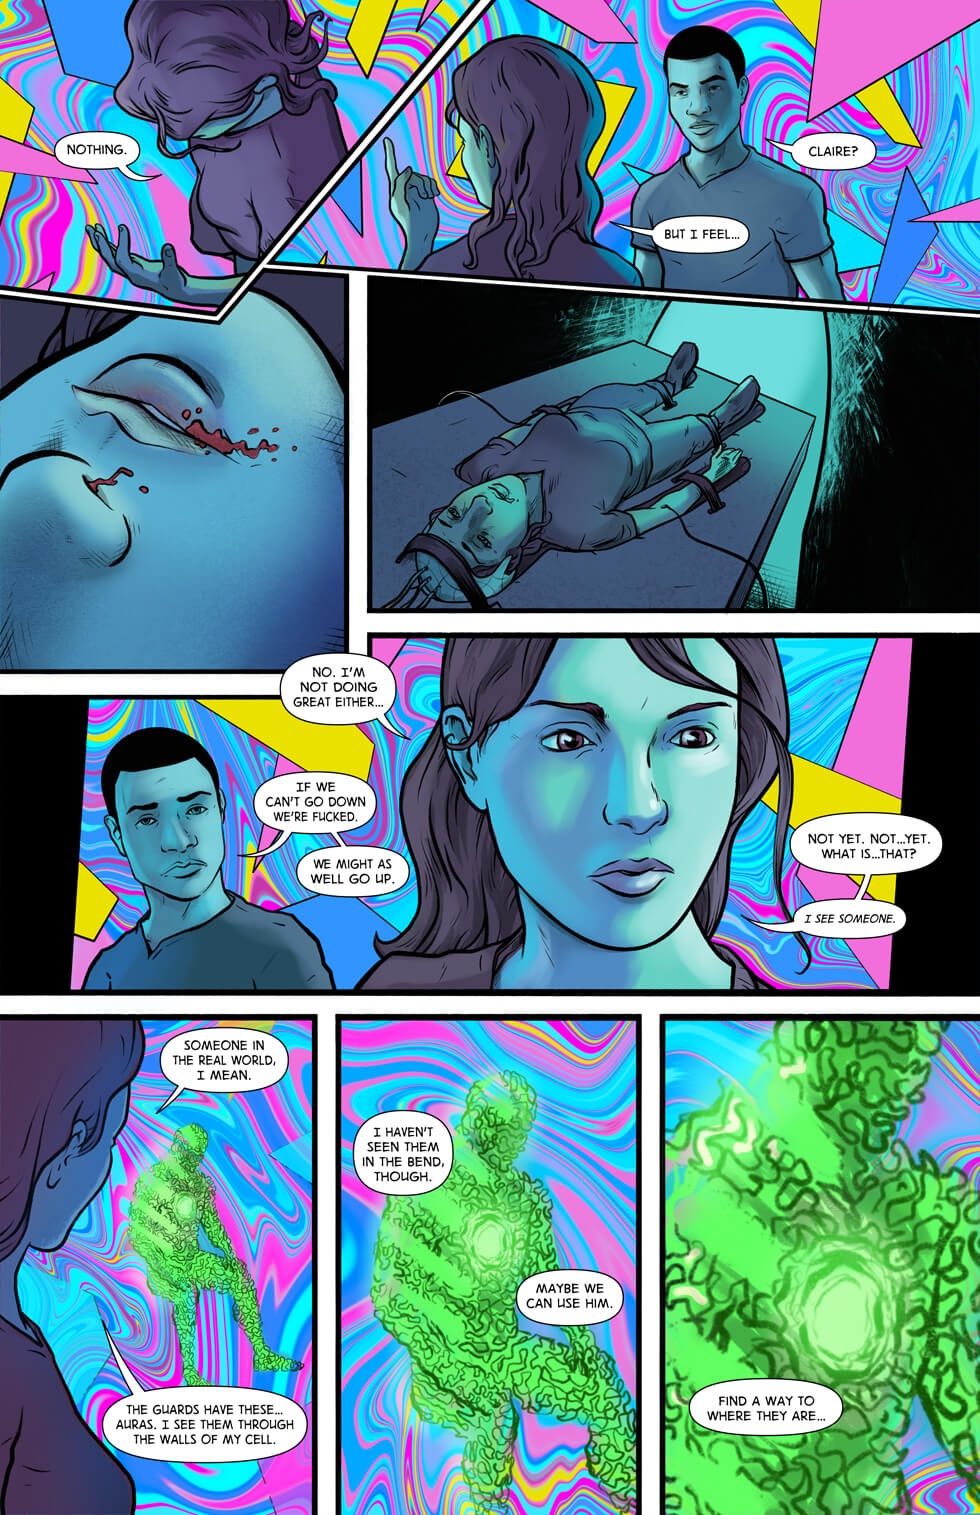 NOTHING.
CLAIRE?
BUT I FEEL...
NO. I'M
NOT DOING
GREAT EITHER...
IF WE
CAN'T GO DOWN
WE'RE FUCKED.
WE MIGHT AS
WELL GO UP.
NOT YET. NOT...YET.
WHAT IS...THAT?
I SEE SOMEONE.
SOMEONE IN
THE REAL WORLD,
I MEAN.
THE GUARDS HAVE THESE...
AURAS. I SEE THEM THROUGH
THE WALLS OF MY CELL.
I HAVEN'T
SEEN THEM
IN THE BEND,
THOUGH.
MAYBE WE
CAN USE HIM.
FIND A WAY TO
WHERE THEY ARE...